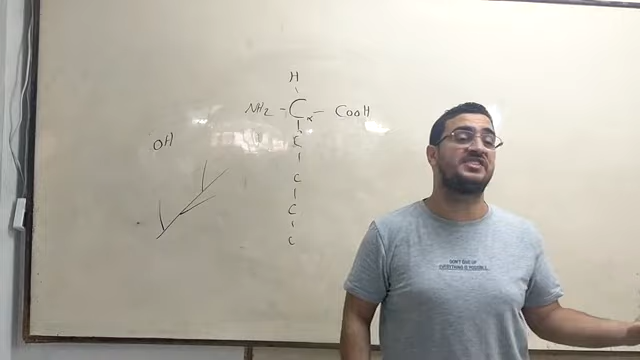 H
NH2 - Cα - COOH
C
OH
C
C
C
DON'T GIVE UP
EVERYTHING IS POSSIBLE.